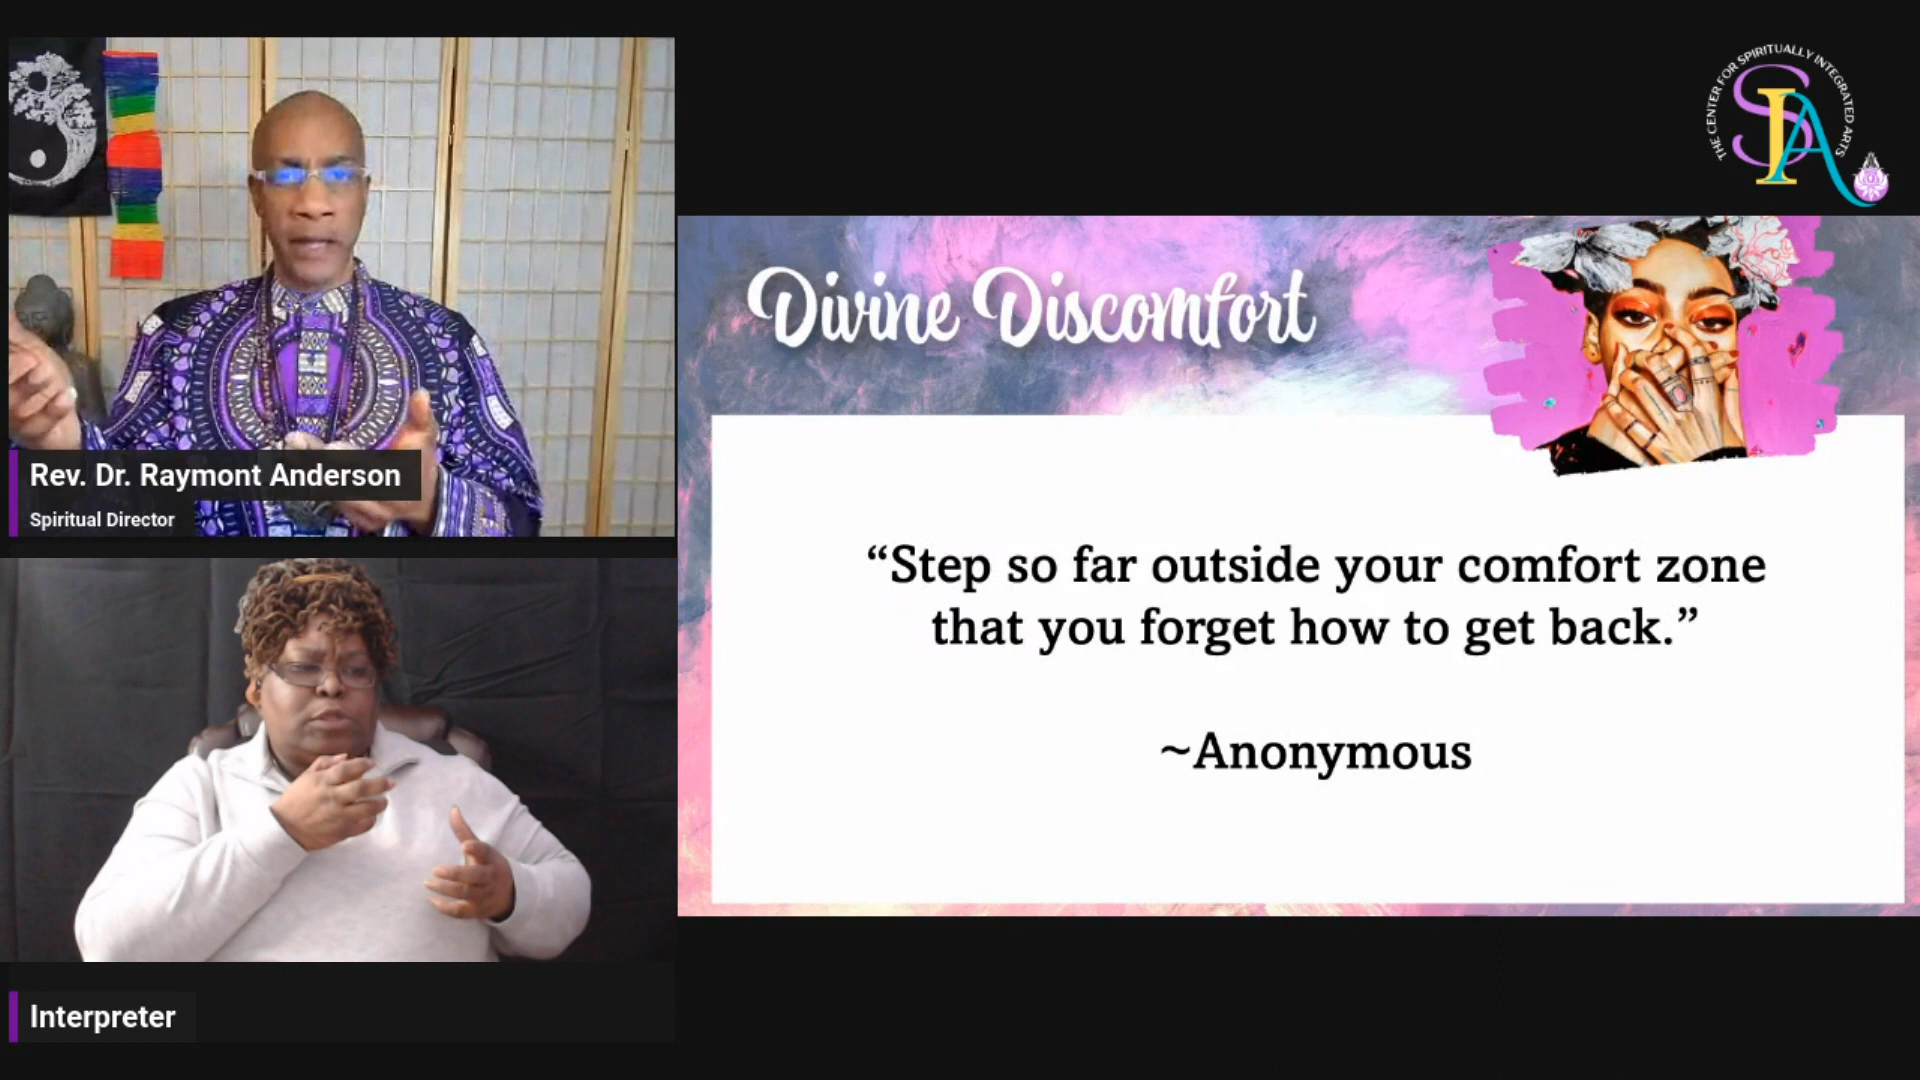 THE CENTER FOR SPIRITUALLY INTEGRATED ARTS
SIA
Divine Discomfort
“Step so far outside your comfort zone
that you forget how to get back.”
~Anonymous
Rev. Dr. Raymont Anderson
Spiritual Director
Interpreter